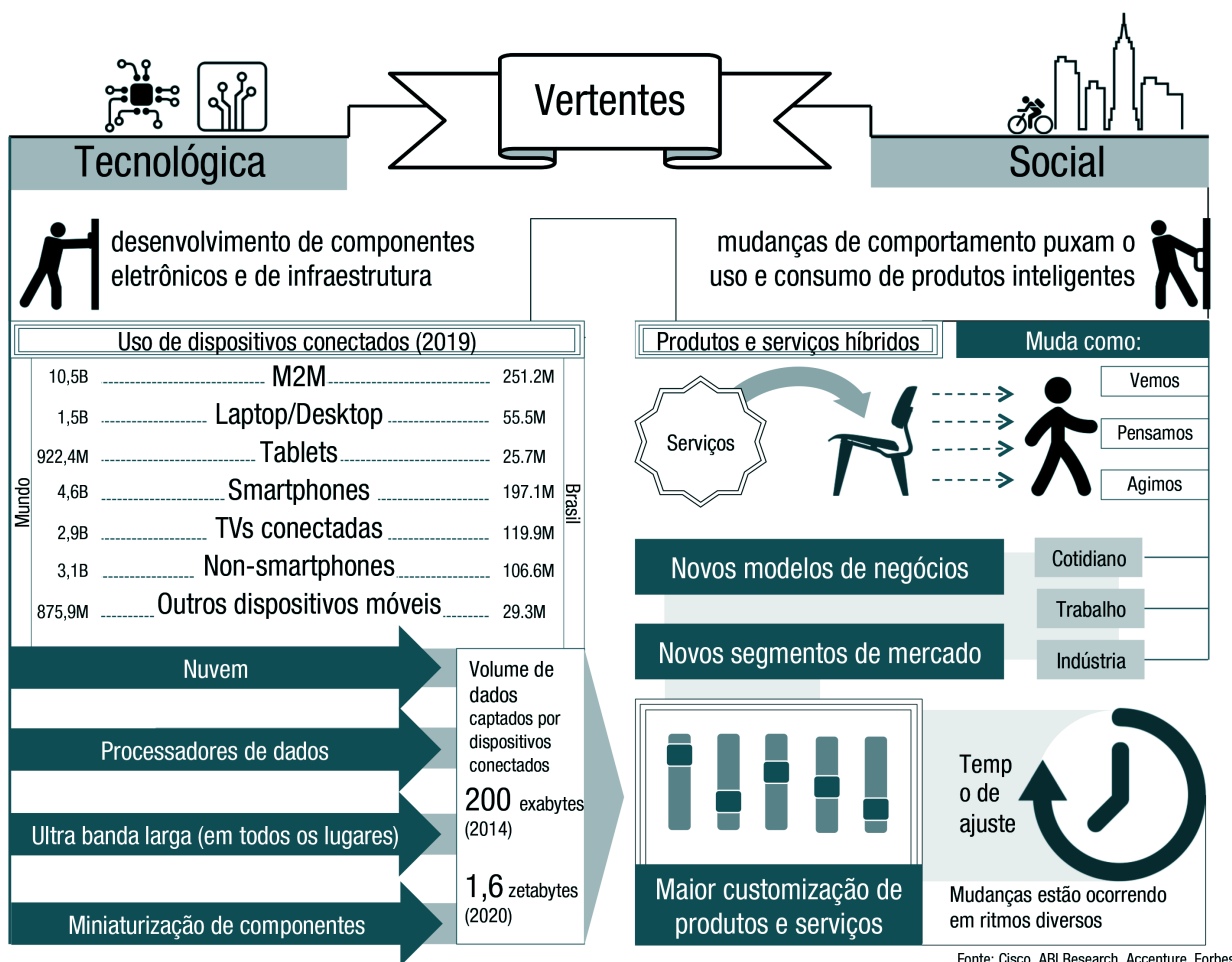 Vertentes
Tecnológica
desenvolvimento de componentes
eletrônicos e de infraestrutura
Uso de dispositivos conectados (2019)
Mundo
Brasil
10,5B M2M 251.2M
1,5B Laptop/Desktop 55.5M
922,4M Tablets 25.7M
4,6B Smartphones 197.1M
2,9B TVs conectadas 119.9M
3,1B Non-smartphones 106.6M
875,9M Outros dispositivos móveis 29.3M
Nuvem
Processadores de dados
Ultra banda larga (em todos os lugares)
Miniaturização de componentes
Volume de
dados
captados por
dispositivos
conectados
200 exabytes
(2014)
1,6 zetabytes
(2020)
Social
mudanças de comportamento puxam o
uso e consumo de produtos inteligentes
Produtos e serviços híbridos
Muda como:
Serviços
Vemos
Pensamos
Agimos
Novos modelos de negócios
Novos segmentos de mercado
Cotidiano
Trabalho
Indústria
Maior customização de
produtos e serviços
Temp
o de
ajuste
Mudanças estão ocorrendo
em ritmos diversos
Fonte: Cisco, ABI Research, Accenture, Forbes